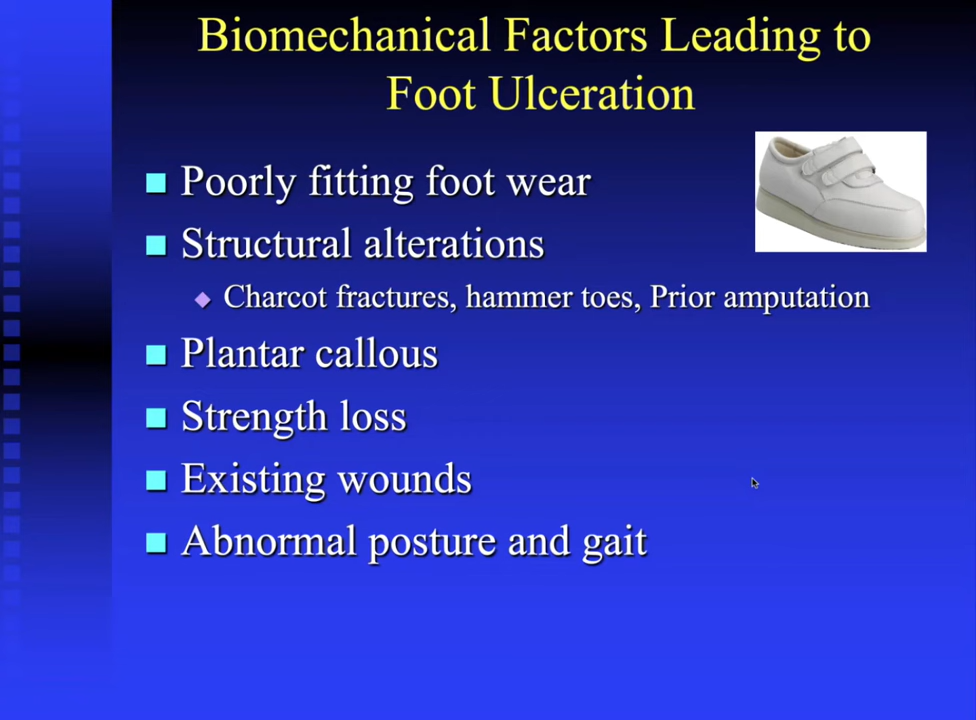 Biomechanical Factors Leading to
Foot Ulceration
Poorly fitting foot wear
Structural alterations
Charcot fractures, hammer toes, Prior amputation
Plantar callous
Strength loss
Existing wounds
Abnormal posture and gait